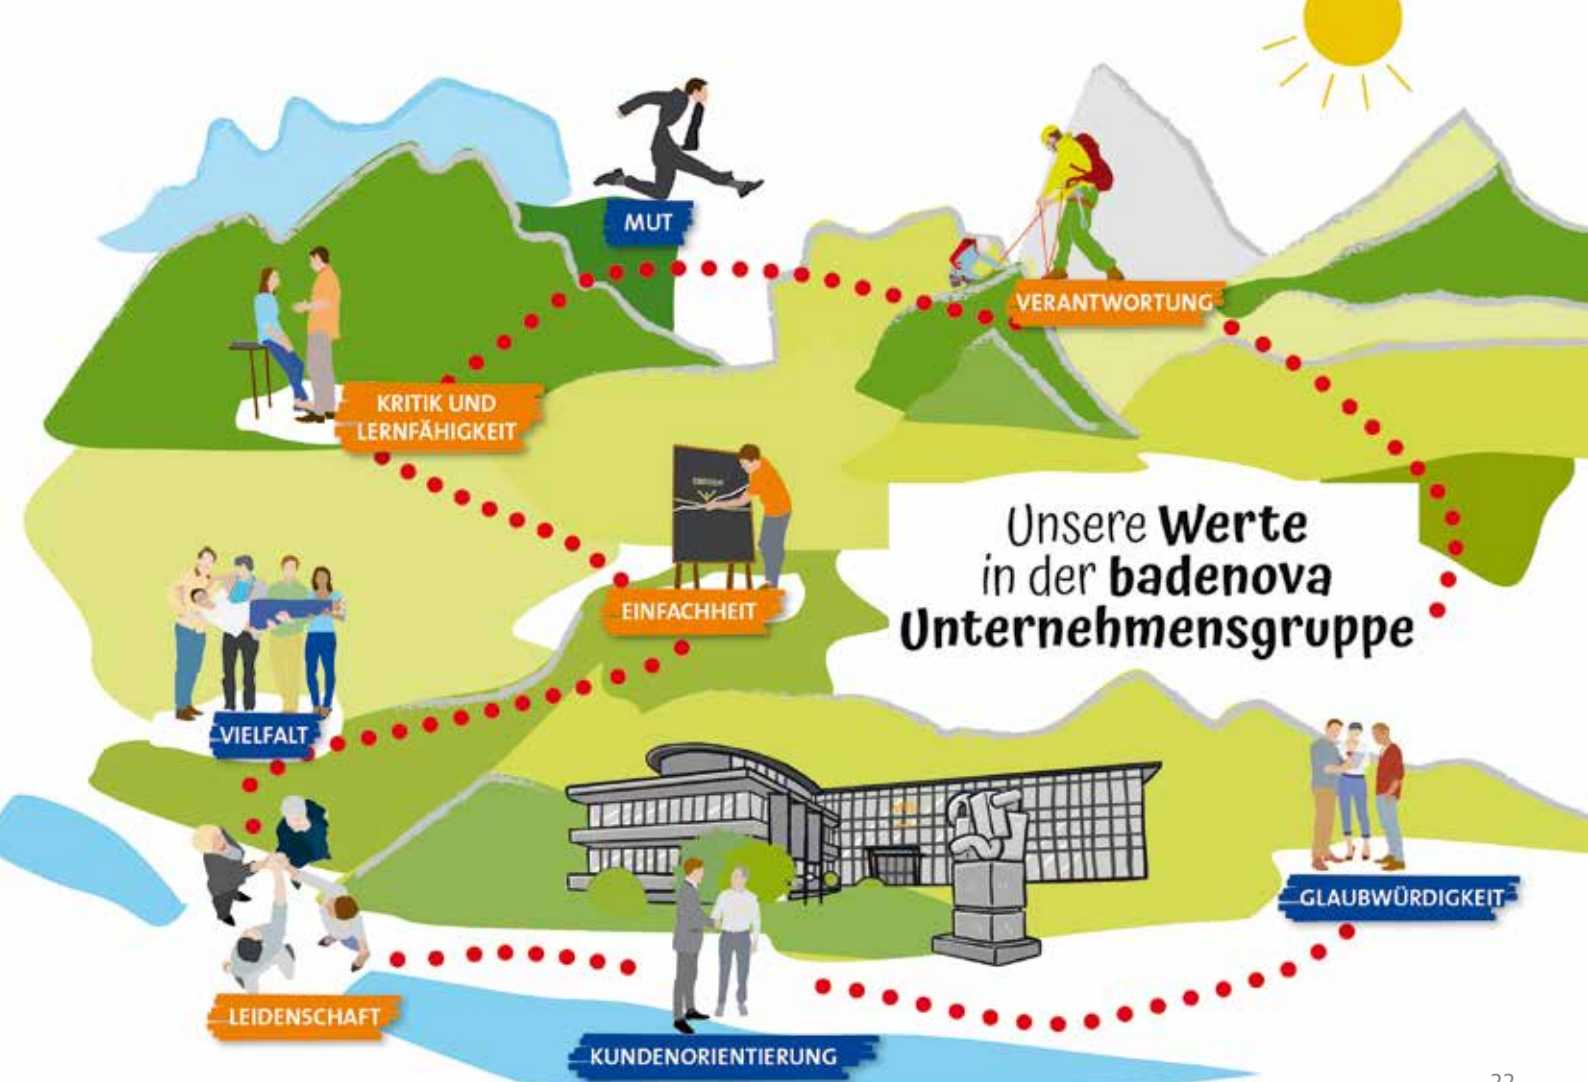 MUT
VERANTWORTUNG
KRITIK UND
LERNFÄHIGKEIT
Unsere Werte
in der badenova
Unternehmensgruppe
EINFACHHEIT
VIELFALT
GLAUBWÜRDIGKEIT
LEIDENSCHAFT
KUNDENORIENTIERUNG